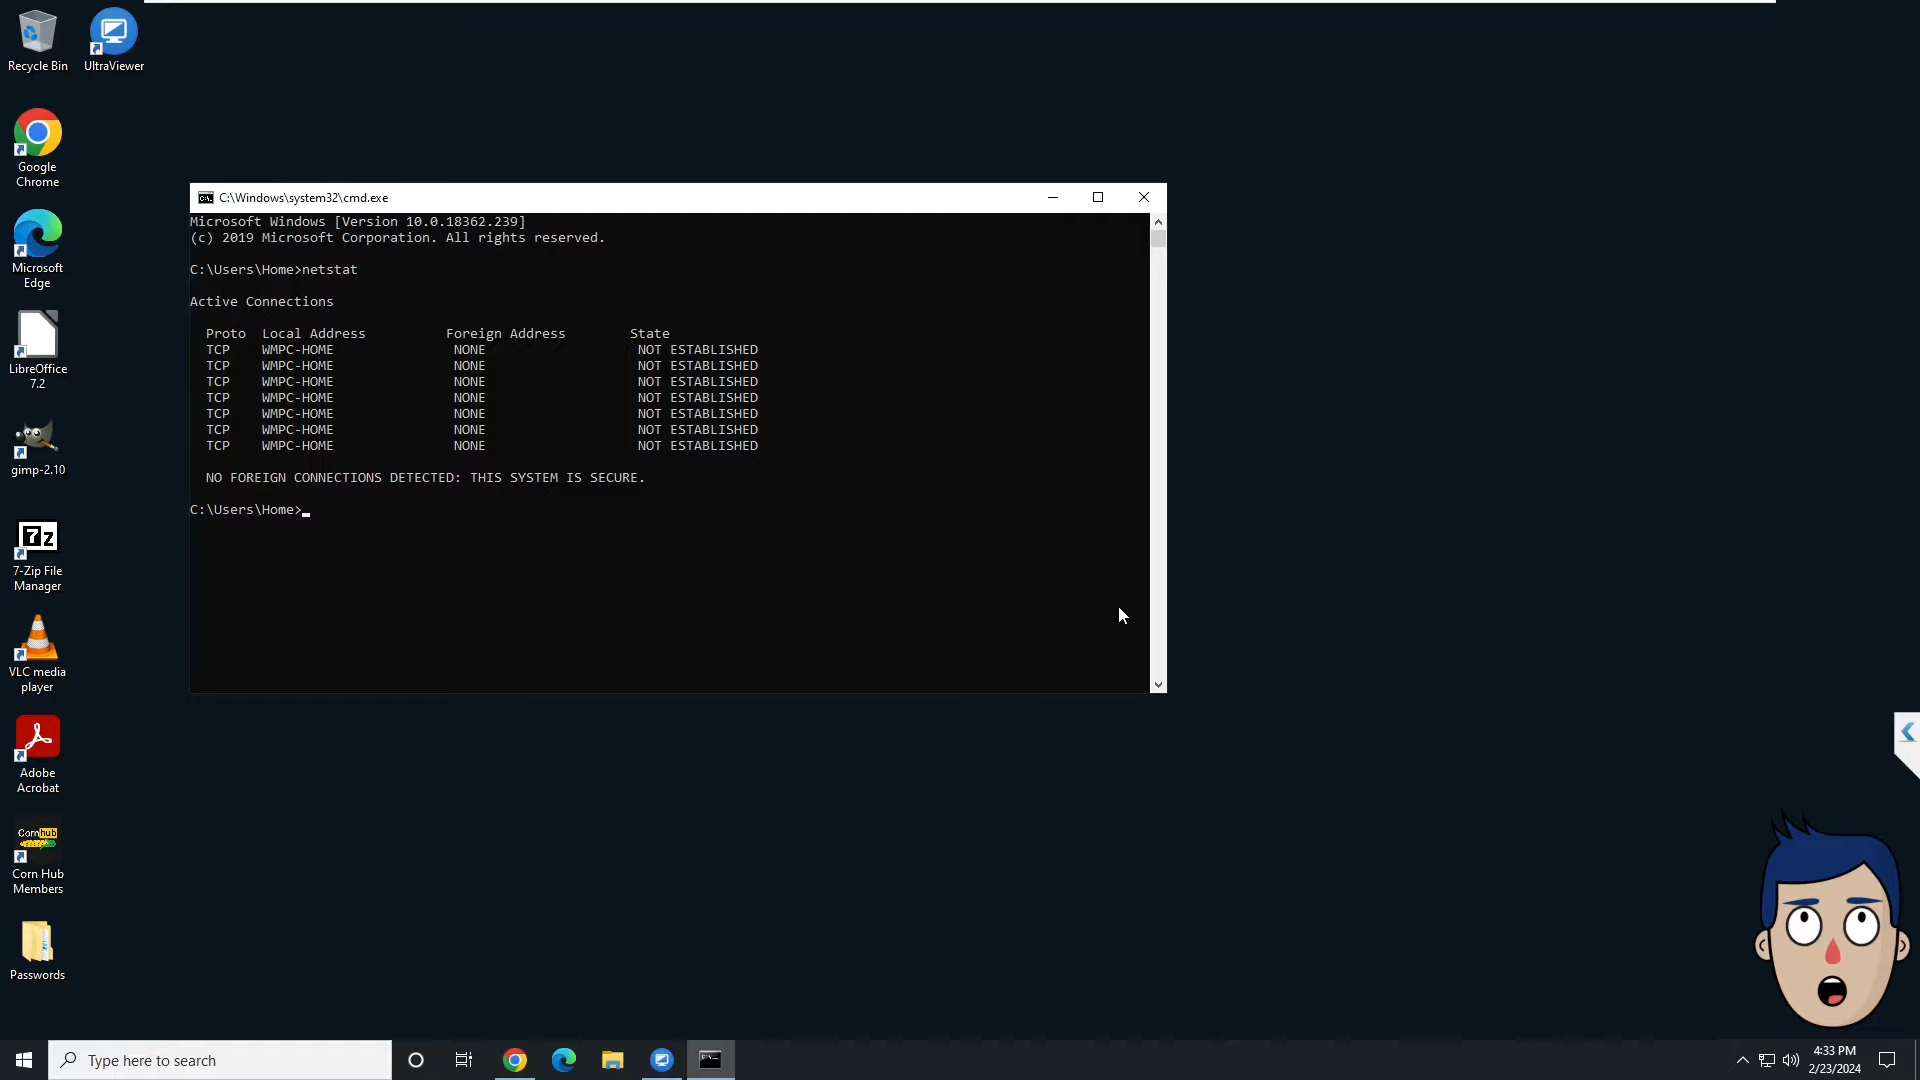 Recycle Bin
UltraViewer
Google
Chrome
Microsoft
Edge
LibreOffice
7.2
gimp-2.10
7z
7-Zip File
Manager
VLC media
player
Adobe
Acrobat
Corn hub
Corn Hub
Members
Passwords
C:\Windows\system32\cmd.exe
Microsoft Windows [Version 10.0.18362.239]
(c) 2019 Microsoft Corporation. All rights reserved.
C:\Users\Home>netstat
Active Connections
Proto Local Address Foreign Address State
TCP WMPC-HOME NONE NOT ESTABLISHED
TCP WMPC-HOME NONE NOT ESTABLISHED
TCP WMPC-HOME NONE NOT ESTABLISHED
TCP WMPC-HOME NONE NOT ESTABLISHED
TCP WMPC-HOME NONE NOT ESTABLISHED
TCP WMPC-HOME NONE NOT ESTABLISHED
TCP WMPC-HOME NONE NOT ESTABLISHED
NO FOREIGN CONNECTIONS DETECTED: THIS SYSTEM IS SECURE.
C:\Users\Home>_
Type here to search
4:33 PM
2/23/2024